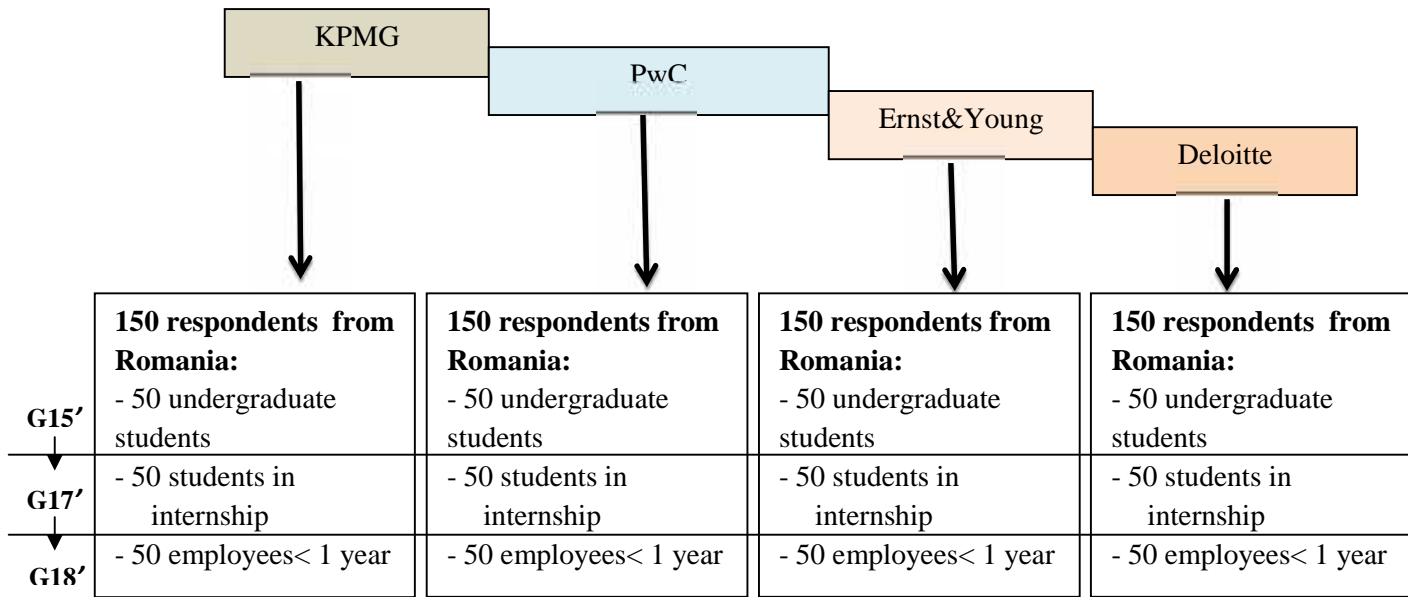 KPMG
PwC
Ernst&Young
Deloitte
150 respondents from
Romania:
- 50 undergraduate
students
- 50 students in
internship
- 50 employees< 1 year
150 respondents from
Romania:
- 50 undergraduate
students
- 50 students in
internship
- 50 employees< 1 year
150 respondents from
Romania:
- 50 undergraduate
students
- 50 students in
internship
- 50 employees< 1 year
150 respondents from
Romania:
- 50 undergraduate
students
- 50 students in
internship
- 50 employees< 1 year
G15′
G17′
G18′